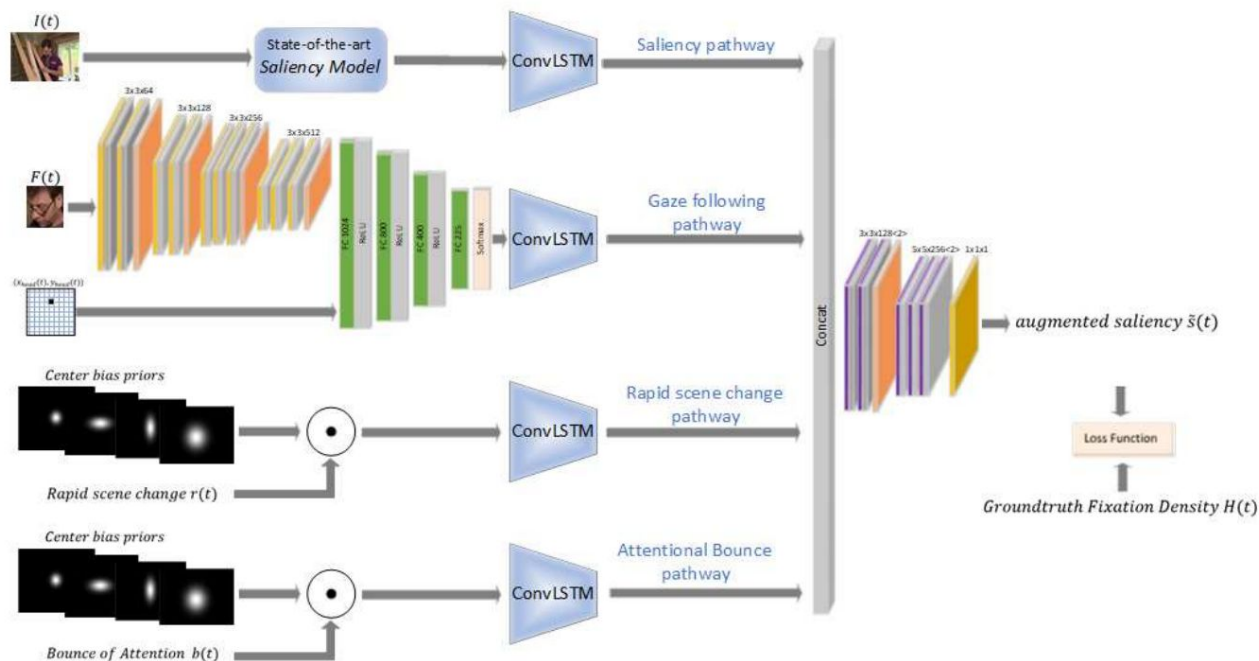 I(t)
State-of-the-art
Saliency Model
ConvLSTM
Saliency pathway
3x3x64
3x3x128
3x3x256
3x3x512
F(t)
FC 1024
ReLU
FC 800
ReLU
FC 400
ReLU
FC 225
Softmax
ConvLSTM
Gaze following
pathway
(x_head(t), y_head(t))
Concat
3x3x128<2>
5x5x256<2>
1x1x1
augmented saliency s̃(t)
Center bias priors
Rapid scene change r(t)
ConvLSTM
Rapid scene change
pathway
Loss Function
Groundtruth Fixation Density H(t)
Center bias priors
Bounce of Attention b(t)
ConvLSTM
Attentional Bounce
pathway